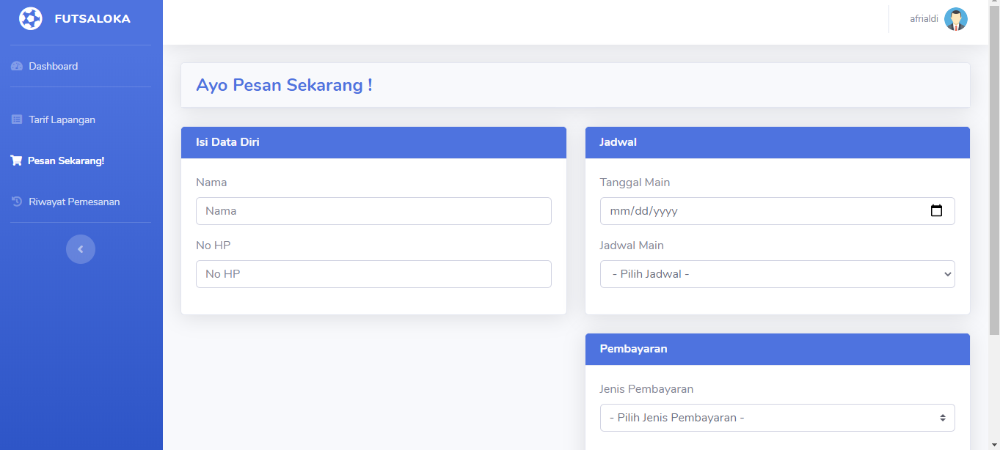 FUTSALOKA
afrialdi
Dashboard
Tarif Lapangan
Pesan Sekarang!
Riwayat Pemesanan
Ayo Pesan Sekarang !
Isi Data Diri
Nama
Nama
No HP
No HP
Jadwal
Tanggal Main
mm/dd/yyyy
Jadwal Main
- Pilih Jadwal -
Pembayaran
Jenis Pembayaran
- Pilih Jenis Pembayaran -